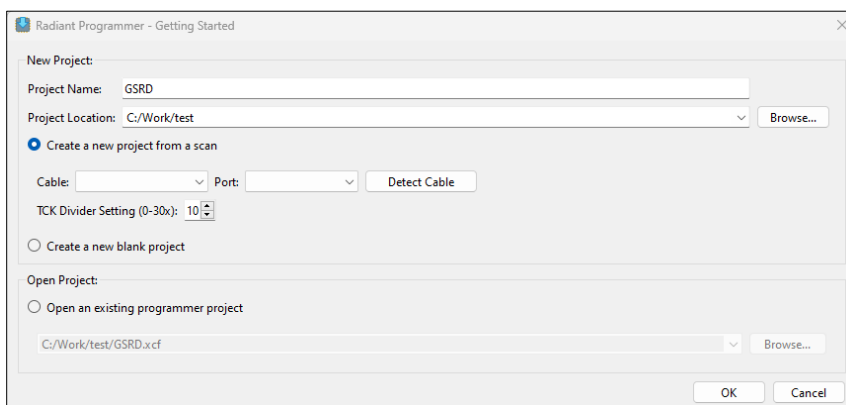 Radiant Programmer - Getting Started
New Project:
Project Name: GSRD
Project Location: C:/Work/test Browse...
Create a new project from a scan
Cable: Port: Detect Cable
TCK Divider Setting (0-30x): 10
Create a new blank project
Open Project:
Open an existing programmer project
C:/Work/test/GSRD.xcf Browse...
OK Cancel